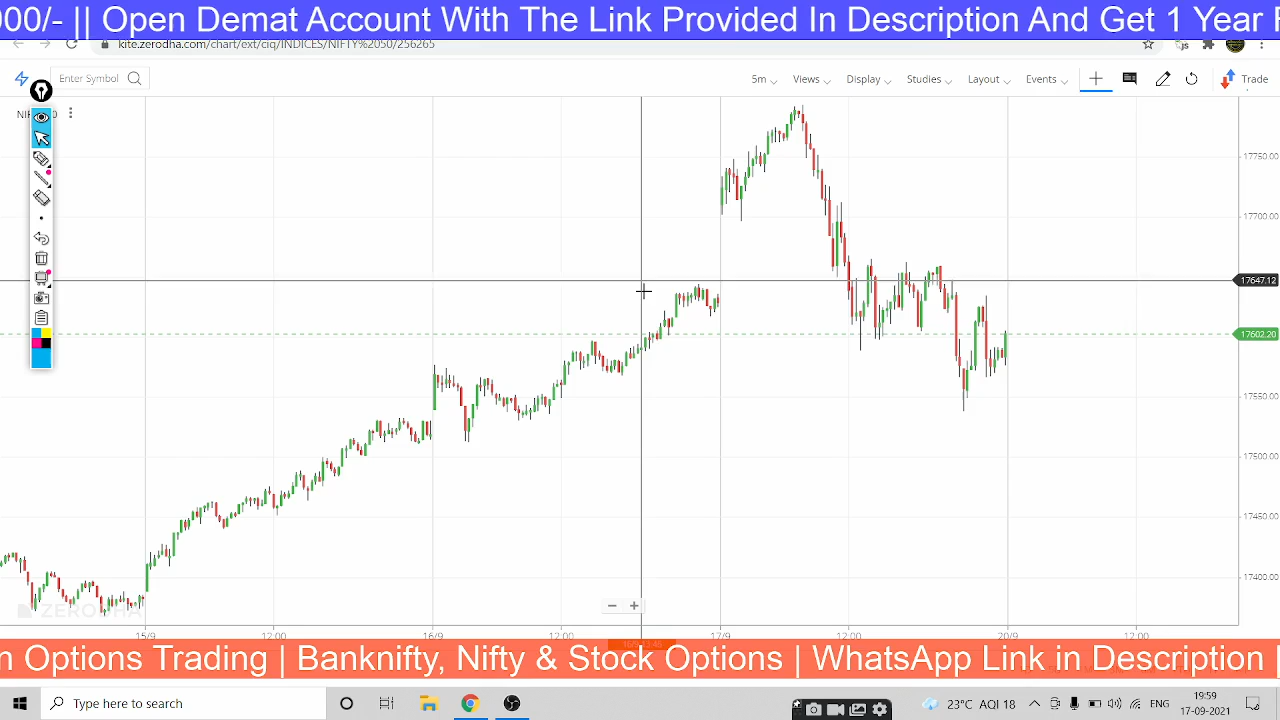 000/- || Open Demat Account With The Link Provided In Description And Get 1 Year F
kite.zerodha.com/chart/ext/ciq/INDICES/NIFTY%2050/256265
Enter Symbol
5m
Views
Display
Studies
Layout
Events
Trade
17750.00
17700.00
17647.12
17602.20
17550.00
17500.00
17450.00
17400.00
ZERODHA
15/9
12:00
16/9
12:00
17/9
12:00
20/9
12:00
n Options Trading | Banknifty, Nifty & Stock Options | WhatsApp Link in Description |
Type here to search
23°C AQI 18
ENG
19:59
17-09-2021